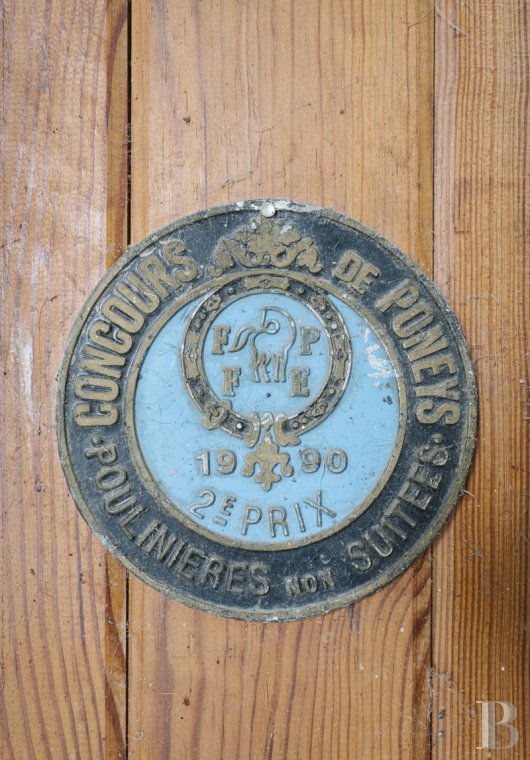 CONCOURS DE PONEYS
F P
F E
1990
2E PRIX
· POULINIERES NON SUITEES ·
B